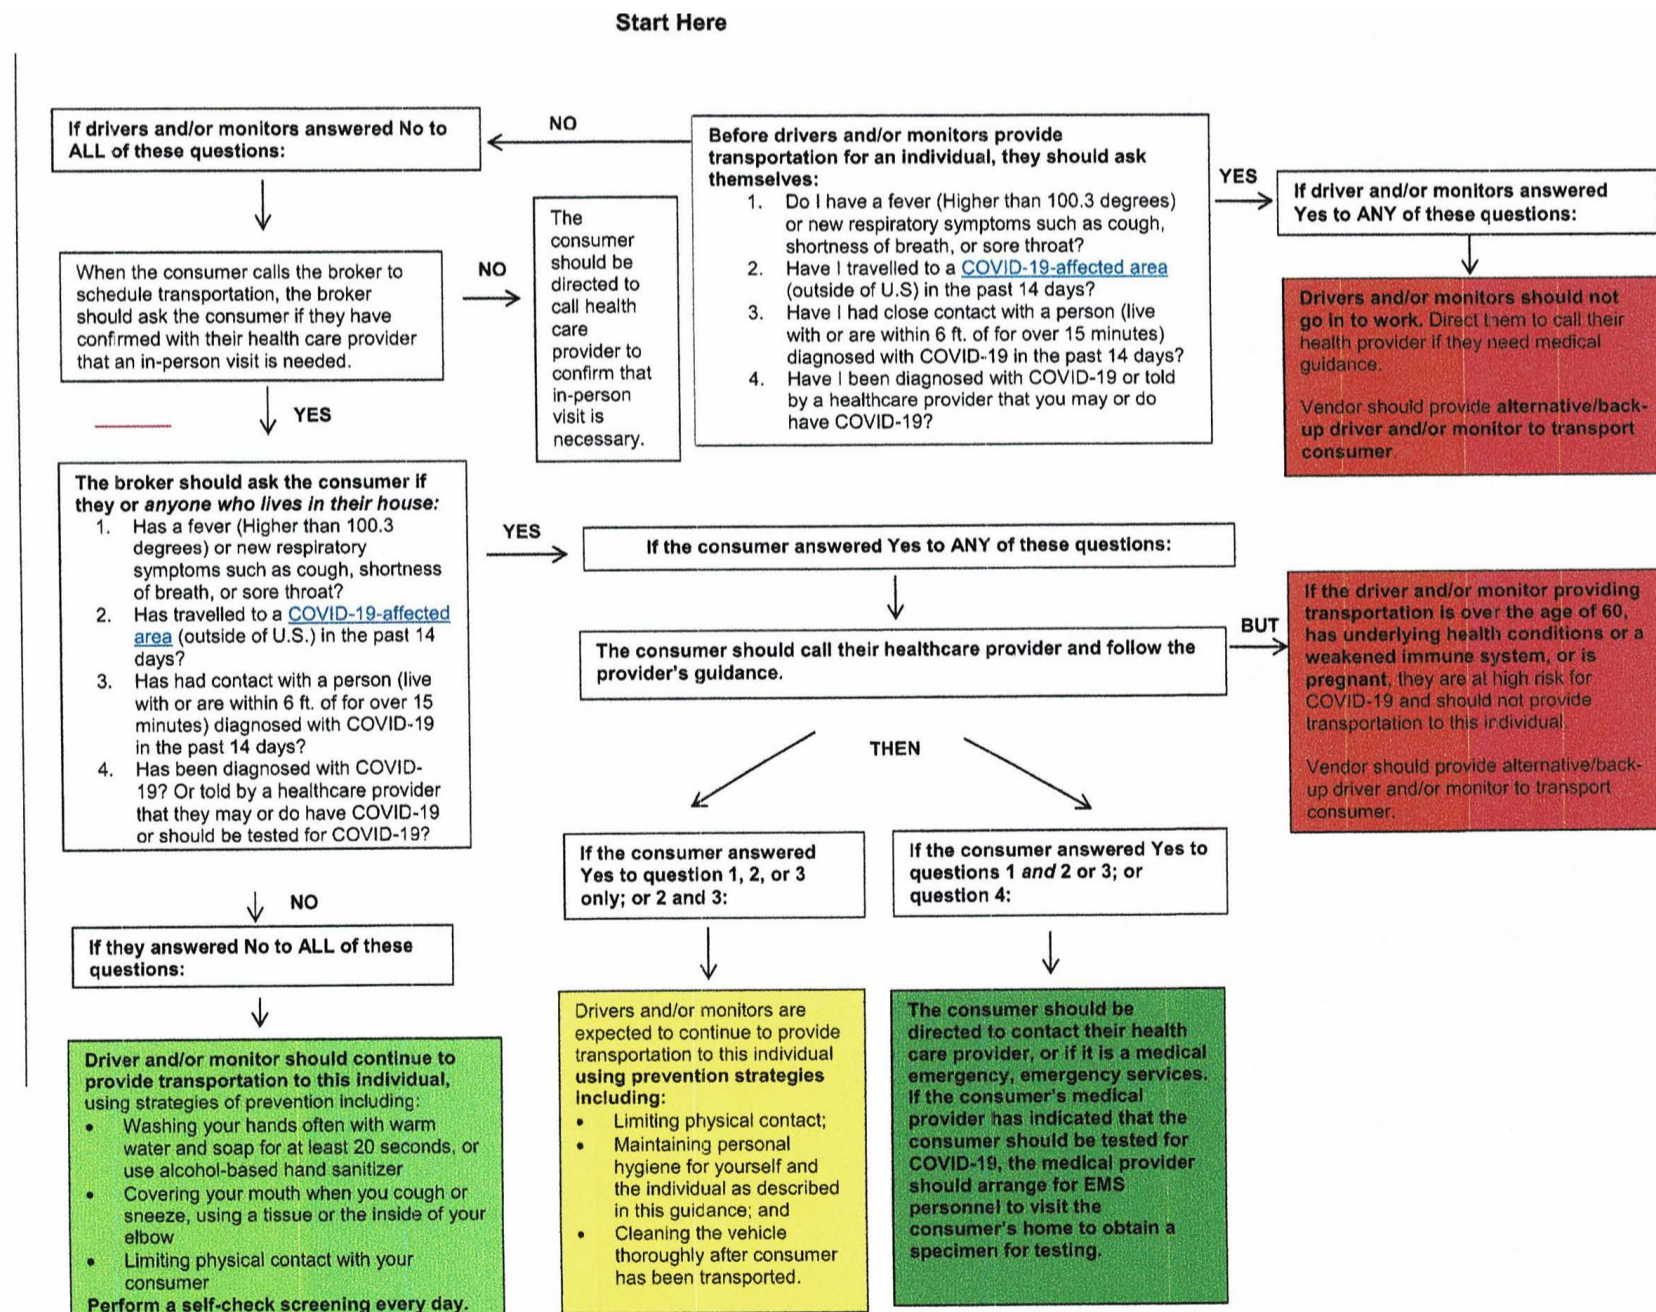 Start Here
Before drivers and/or monitors provide
transportation for an individual, they should ask
themselves:
1. Do I have a fever (Higher than 100.3 degrees)
or new respiratory symptoms such as cough,
shortness of breath, or sore throat?
2. Have I travelled to a COVID-19-affected area
(outside of U.S) in the past 14 days?
3. Have I had close contact with a person (live
with or are within 6 ft. of for over 15 minutes)
diagnosed with COVID-19 in the past 14 days?
4. Have I been diagnosed with COVID-19 or told
by a healthcare provider that you may or do
have COVID-19?
YES
If driver and/or monitors answered
Yes to ANY of these questions:
Drivers and/or monitors should not
go in to work. Direct them to call their
health provider if they need medical
guidance.
Vendor should provide alternative/back-
up driver and/or monitor to transport
consumer.
NO
If drivers and/or monitors answered No to
ALL of these questions:
When the consumer calls the broker to
schedule transportation, the broker
should ask the consumer if they have
confirmed with their health care provider
that an in-person visit is needed.
NO
The
consumer
should be
directed to
call health
care
provider to
confirm that
in-person
visit is
necessary.
YES
The broker should ask the consumer if
they or anyone who lives in their house:
1. Has a fever (Higher than 100.3
degrees) or new respiratory
symptoms such as cough, shortness
of breath, or sore throat?
2. Has travelled to a COVID-19-affected
area (outside of U.S.) in the past 14
days?
3. Has had contact with a person (live
with or are within 6 ft. of for over 15
minutes) diagnosed with COVID-19
in the past 14 days?
4. Has been diagnosed with COVID-
19? Or told by a healthcare provider
that they may or do have COVID-19
or should be tested for COVID-19?
YES
If the consumer answered Yes to ANY of these questions:
The consumer should call their healthcare provider and follow the
provider's guidance.
BUT
If the driver and/or monitor providing
transportation is over the age of 60,
has underlying health conditions or a
weakened immune system, or is
pregnant, they are at high risk for
COVID-19 and should not provide
transportation to this individual.
Vendor should provide alternative/back-
up driver and/or monitor to transport
consumer.
THEN
If the consumer answered
Yes to question 1, 2, or 3
only; or 2 and 3:
Drivers and/or monitors are
expected to continue to provide
transportation to this individual
using prevention strategies
including:
• Limiting physical contact;
• Maintaining personal
hygiene for yourself and
the individual as described
in this guidance; and
• Cleaning the vehicle
thoroughly after consumer
has been transported.
If the consumer answered Yes to
questions 1 and 2 or 3; or
question 4:
The consumer should be
directed to contact their health
care provider, or if it is a medical
emergency, emergency services.
If the consumer's medical
provider has indicated that the
consumer should be tested for
COVID-19, the medical provider
should arrange for EMS
personnel to visit the
consumer's home to obtain a
specimen for testing.
NO
If they answered No to ALL of these
questions:
Driver and/or monitor should continue to
provide transportation to this individual,
using strategies of prevention including:
• Washing your hands often with warm
water and soap for at least 20 seconds, or
use alcohol-based hand sanitizer
• Covering your mouth when you cough or
sneeze, using a tissue or the inside of your
elbow
• Limiting physical contact with your
consumer
Perform a self-check screening every day.